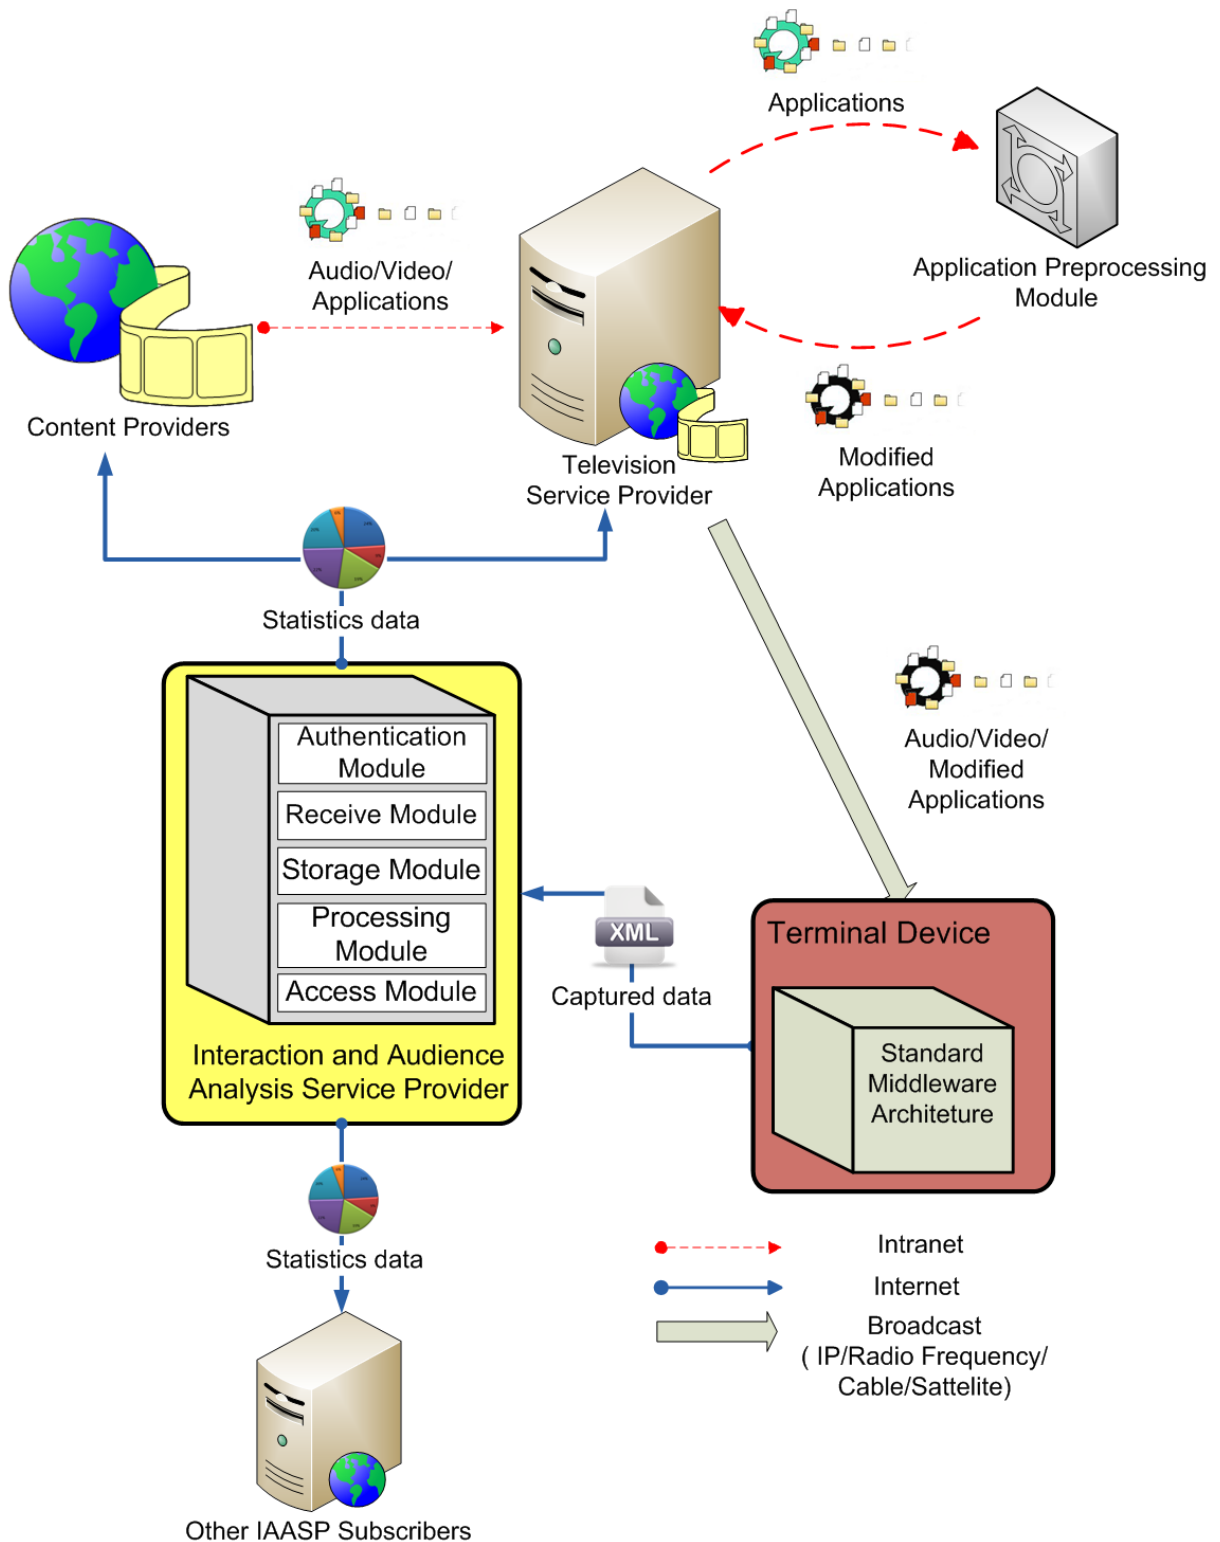 Applications
Application Preprocessing
Module
Audio/Video/
Applications
Content Providers
Modified
Applications
Television
Service Provider
Statistics data
Audio/Video/
Modified
Applications
Authentication
Module
Receive Module
Storage Module
Processing
Module
Access Module
Interaction and Audience
Analysis Service Provider
XML
Captured data
Terminal Device
Standard
Middleware
Architeture
Statistics data
Intranet
Internet
Broadcast
( IP/Radio Frequency/
Cable/Sattelite)
Other IAASP Subscribers